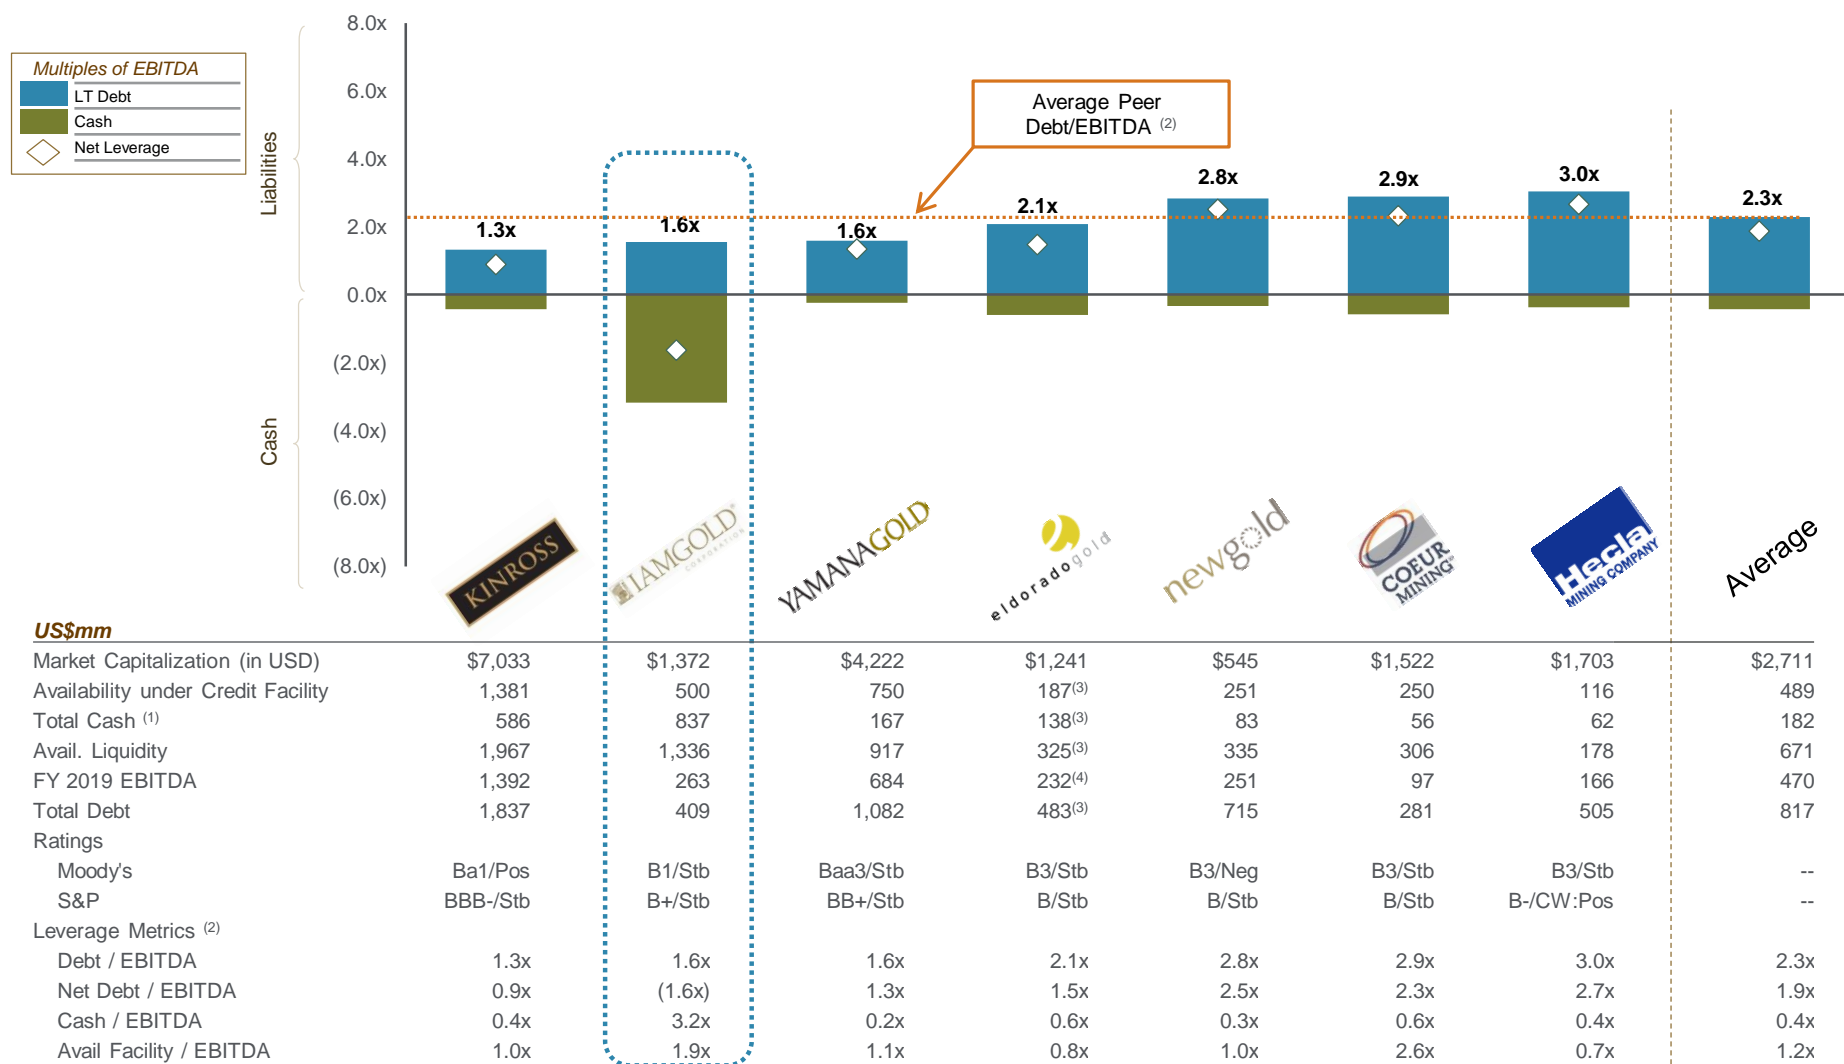 8.0x
Multiples of EBITDA
LT Debt
Cash
Net Leverage
6.0x
Average Peer
Debt/EBITDA (2)
4.0x
2.0x
0.0x
(2.0x)
(4.0x)
(6.0x)
(8.0x)
Liabilities
Cash
1.3x 1.6x 1.6x 2.1x 2.8x 2.9x 3.0x 2.3x
KINROSS
IAMGOLD
CORPORATION
YAMANAGOLD
eldoradogold
newgold
COEUR
MINING
Hecla
MINING COMPANY
Average
US$mm
Market Capitalization (in USD) $7,033 $1,372 $4,222 $1,241 $545 $1,522 $1,703 $2,711
Availability under Credit Facility 1,381 500 750 187(3) 251 250 116 489
Total Cash (1) 586 837 167 138(3) 83 56 62 182
Avail. Liquidity 1,967 1,336 917 325(3) 335 306 178 671
FY 2019 EBITDA 1,392 263 684 232(4) 251 97 166 470
Total Debt 1,837 409 1,082 483(3) 715 281 505 817
Ratings
Moody's Ba1/Pos B1/Stb Baa3/Stb B3/Stb B3/Neg B3/Stb B3/Stb --
S&P BBB-/Stb B+/Stb BB+/Stb B/Stb B/Stb B/Stb B-/CW:Pos --
Leverage Metrics (2)
Debt / EBITDA 1.3x 1.6x 1.6x 2.1x 2.8x 2.9x 3.0x 2.3x
Net Debt / EBITDA 0.9x (1.6x) 1.3x 1.5x 2.5x 2.3x 2.7x 1.9x
Cash / EBITDA 0.4x 3.2x 0.2x 0.6x 0.3x 0.6x 0.4x 0.4x
Avail Facility / EBITDA 1.0x 1.9x 1.1x 0.8x 1.0x 2.6x 0.7x 1.2x